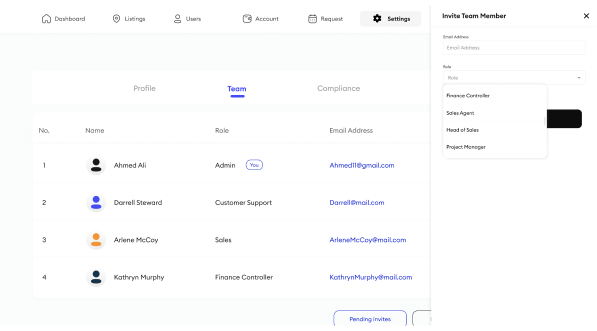 Dashboard Listings Users Account Request Settings
Profile Team Compliance
No. Name Role Email Address
1 Ahmed Ali Admin You Ahmed11@gmail.com
2 Darrell Steward Customer Support Darrell@mail.com
3 Arlene McCoy Sales ArleneMcCoy@mail.com
4 Kathryn Murphy Finance Controller KathrynMurphy@mail.com
Pending invites
Invite Team Member
Email Address
Email Address
Role
Role
Finance Controller
Sales Agent
Head of Sales
Project Manager